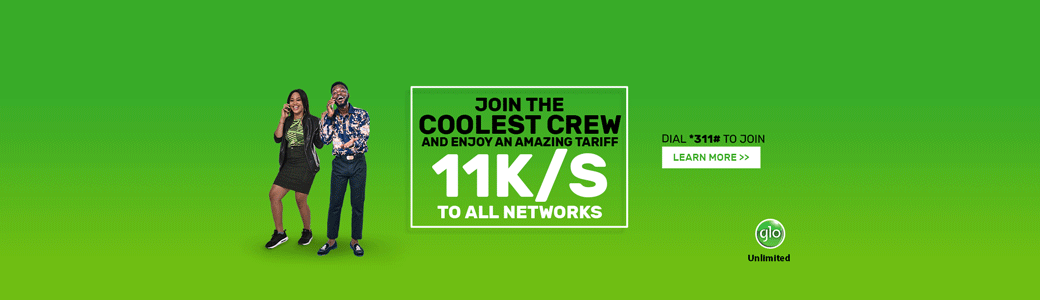 JOIN THE
COOLEST CREW
AND ENJOY AN AMAZING TARIFF
11K/S
TO ALL NETWORKS
DIAL *311# TO JOIN
LEARN MORE >>
glo
Unlimited